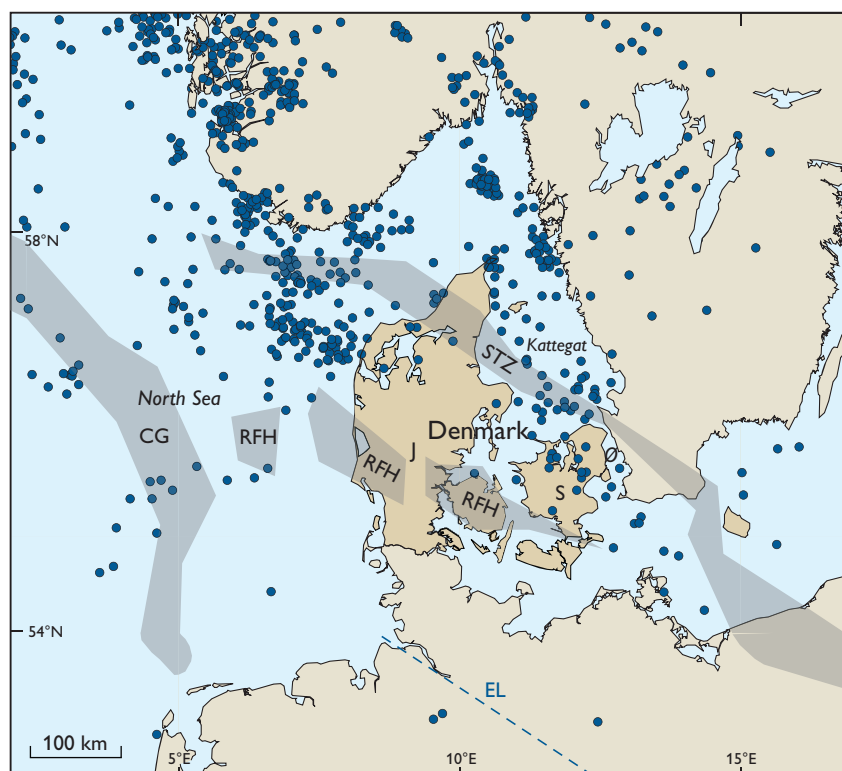 58°N
Kattegat
STZ
North Sea
CG
RFH
J
Denmark
RFH
RFH
S
Ø
54°N
EL
100 km
5°E
10°E
15°E